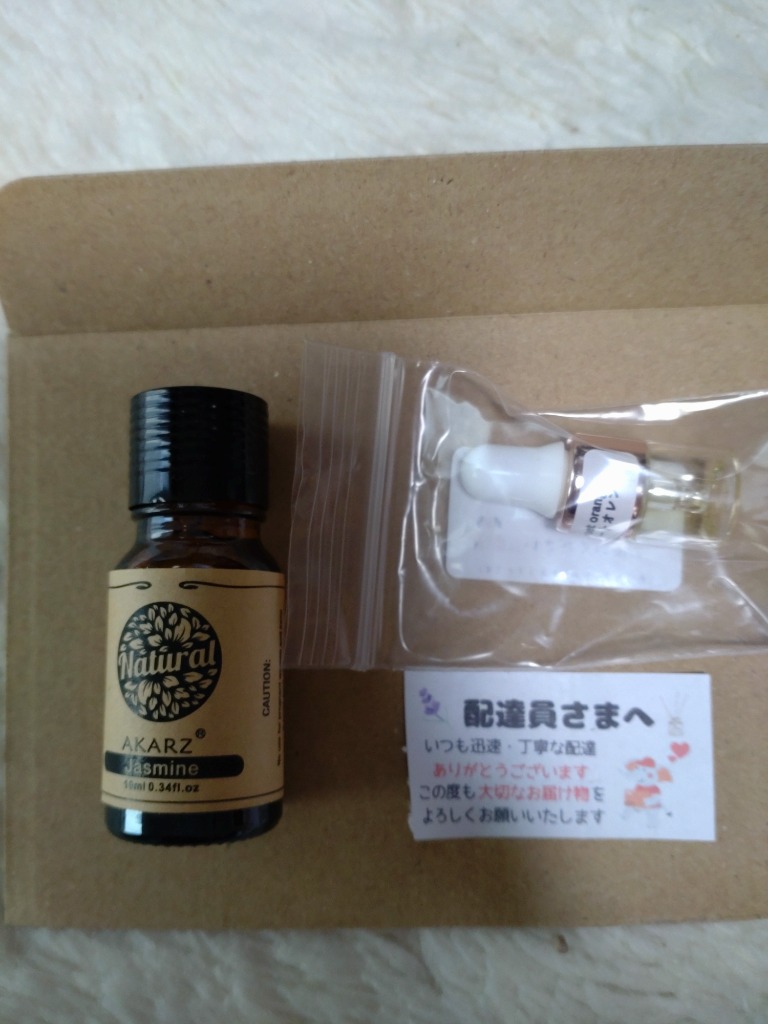 Natural
AKARZ®
Jasmine
10ml 0.34fl.oz
CAUTION:
配達員さまへ
いつも迅速・丁寧な配達
ありがとうございます
この度も大切なお届け物を
よろしくお願いいたします